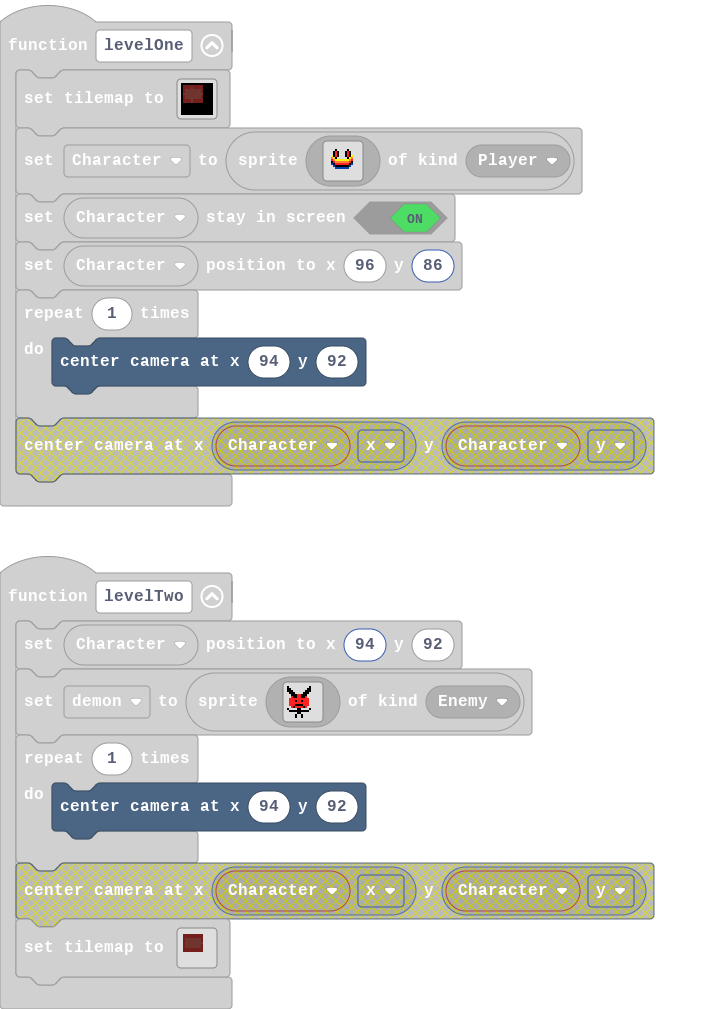 function levelOne
set tilemap to
set Character to sprite of kind Player
set Character stay in screen ON
set Character position to x 96 y 86
repeat 1 times
do center camera at x 94 y 92
center camera at x Character x y Character y
function levelTwo
set Character position to x 94 y 92
set demon to sprite of kind Enemy
repeat 1 times
do center camera at x 94 y 92
center camera at x Character x y Character y
set tilemap to